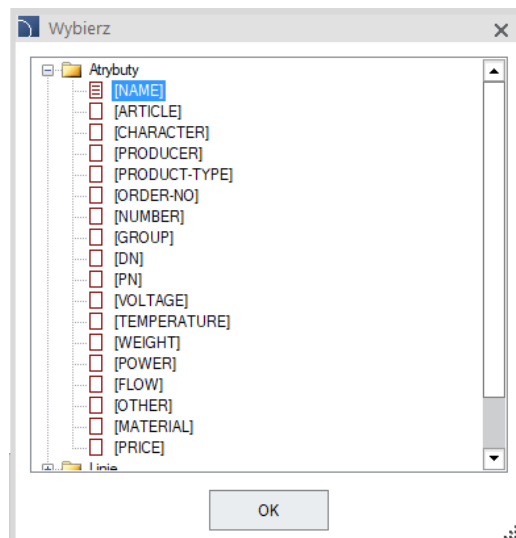 Wybierz
Atrybuty
[NAME]
[ARTICLE]
[CHARACTER]
[PRODUCER]
[PRODUCT-TYPE]
[ORDER-NO]
[NUMBER]
[GROUP]
[DN]
[PN]
[VOLTAGE]
[TEMPERATURE]
[WEIGHT]
[POWER]
[FLOW]
[OTHER]
[MATERIAL]
[PRICE]
Linie
OK